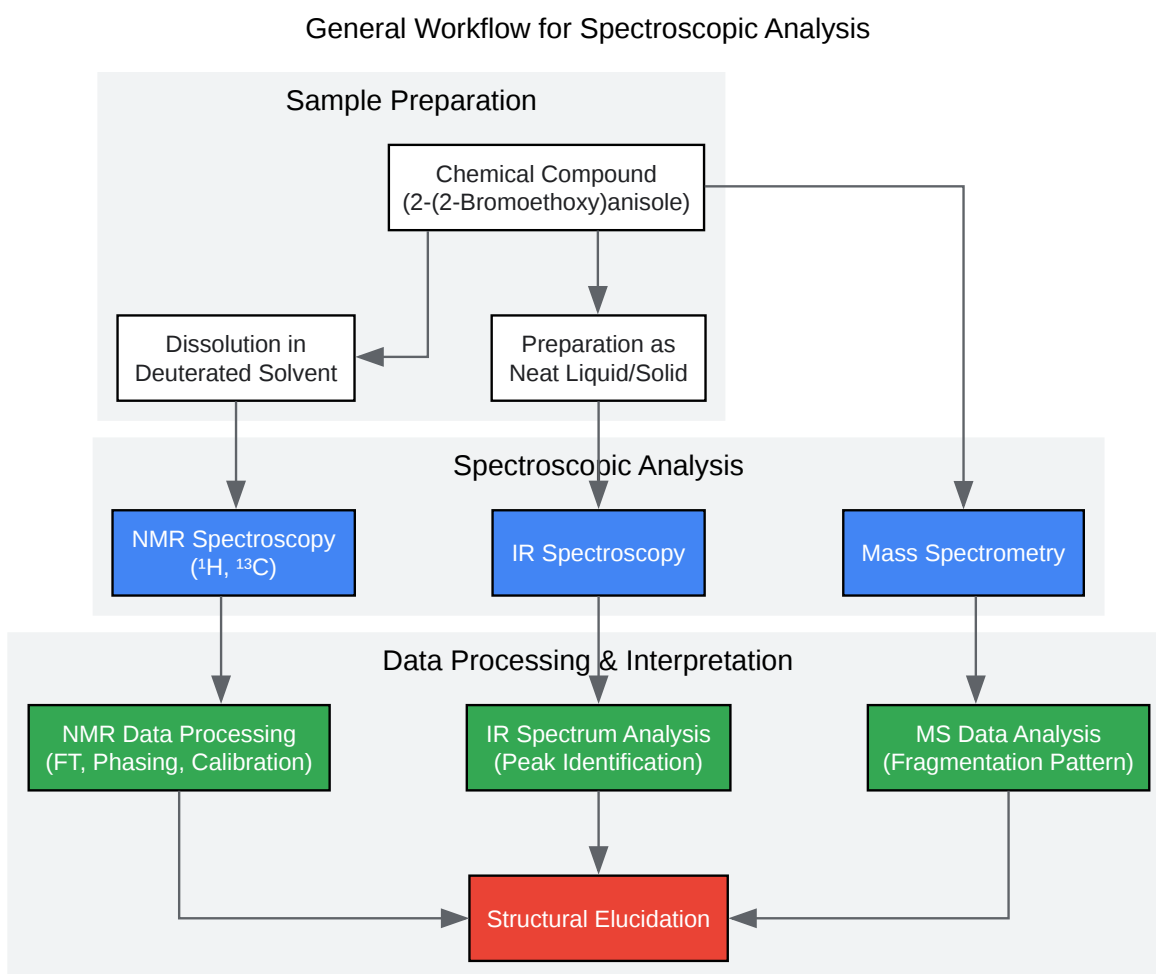 General Workflow for Spectroscopic Analysis
Sample Preparation
Chemical Compound
(2-(2-Bromoethoxy)anisole)
Dissolution in
Deuterated Solvent
Preparation as
Neat Liquid/Solid
Spectroscopic Analysis
NMR Spectroscopy
(¹H, ¹³C)
IR Spectroscopy
Mass Spectrometry
Data Processing & Interpretation
NMR Data Processing
(FT, Phasing, Calibration)
IR Spectrum Analysis
(Peak Identification)
MS Data Analysis
(Fragmentation Pattern)
Structural Elucidation